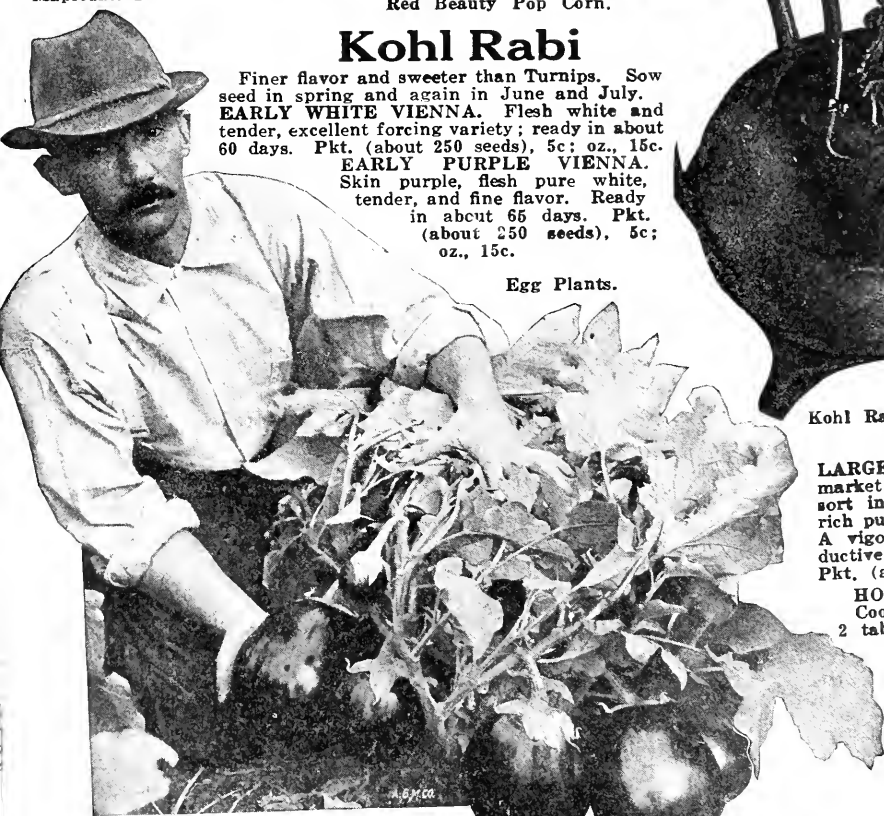 Red Beauty Pop Corn.
Kohl Rabi
Finer flavor and sweeter than Turnips. Sow
seed in spring and again in June and July.
EARLY WHITE VIENNA. Flesh white and
tender, excellent forcing variety; ready in about
60 days. Pkt. (about 250 seeds), 5c; oz., 15c.
EARLY PURPLE VIENNA.
Skin purple, flesh pure white,
tender, and fine flavor. Ready
in about 65 days. Pkt.
(about 250 seeds), 5c;
oz., 15c.
Egg Plants.
Kohl Ra
LARGE
market
sort in
rich pu
A vigo
ductive
Pkt. (a
HO
Coo
2 tab
A.B.M.CO.